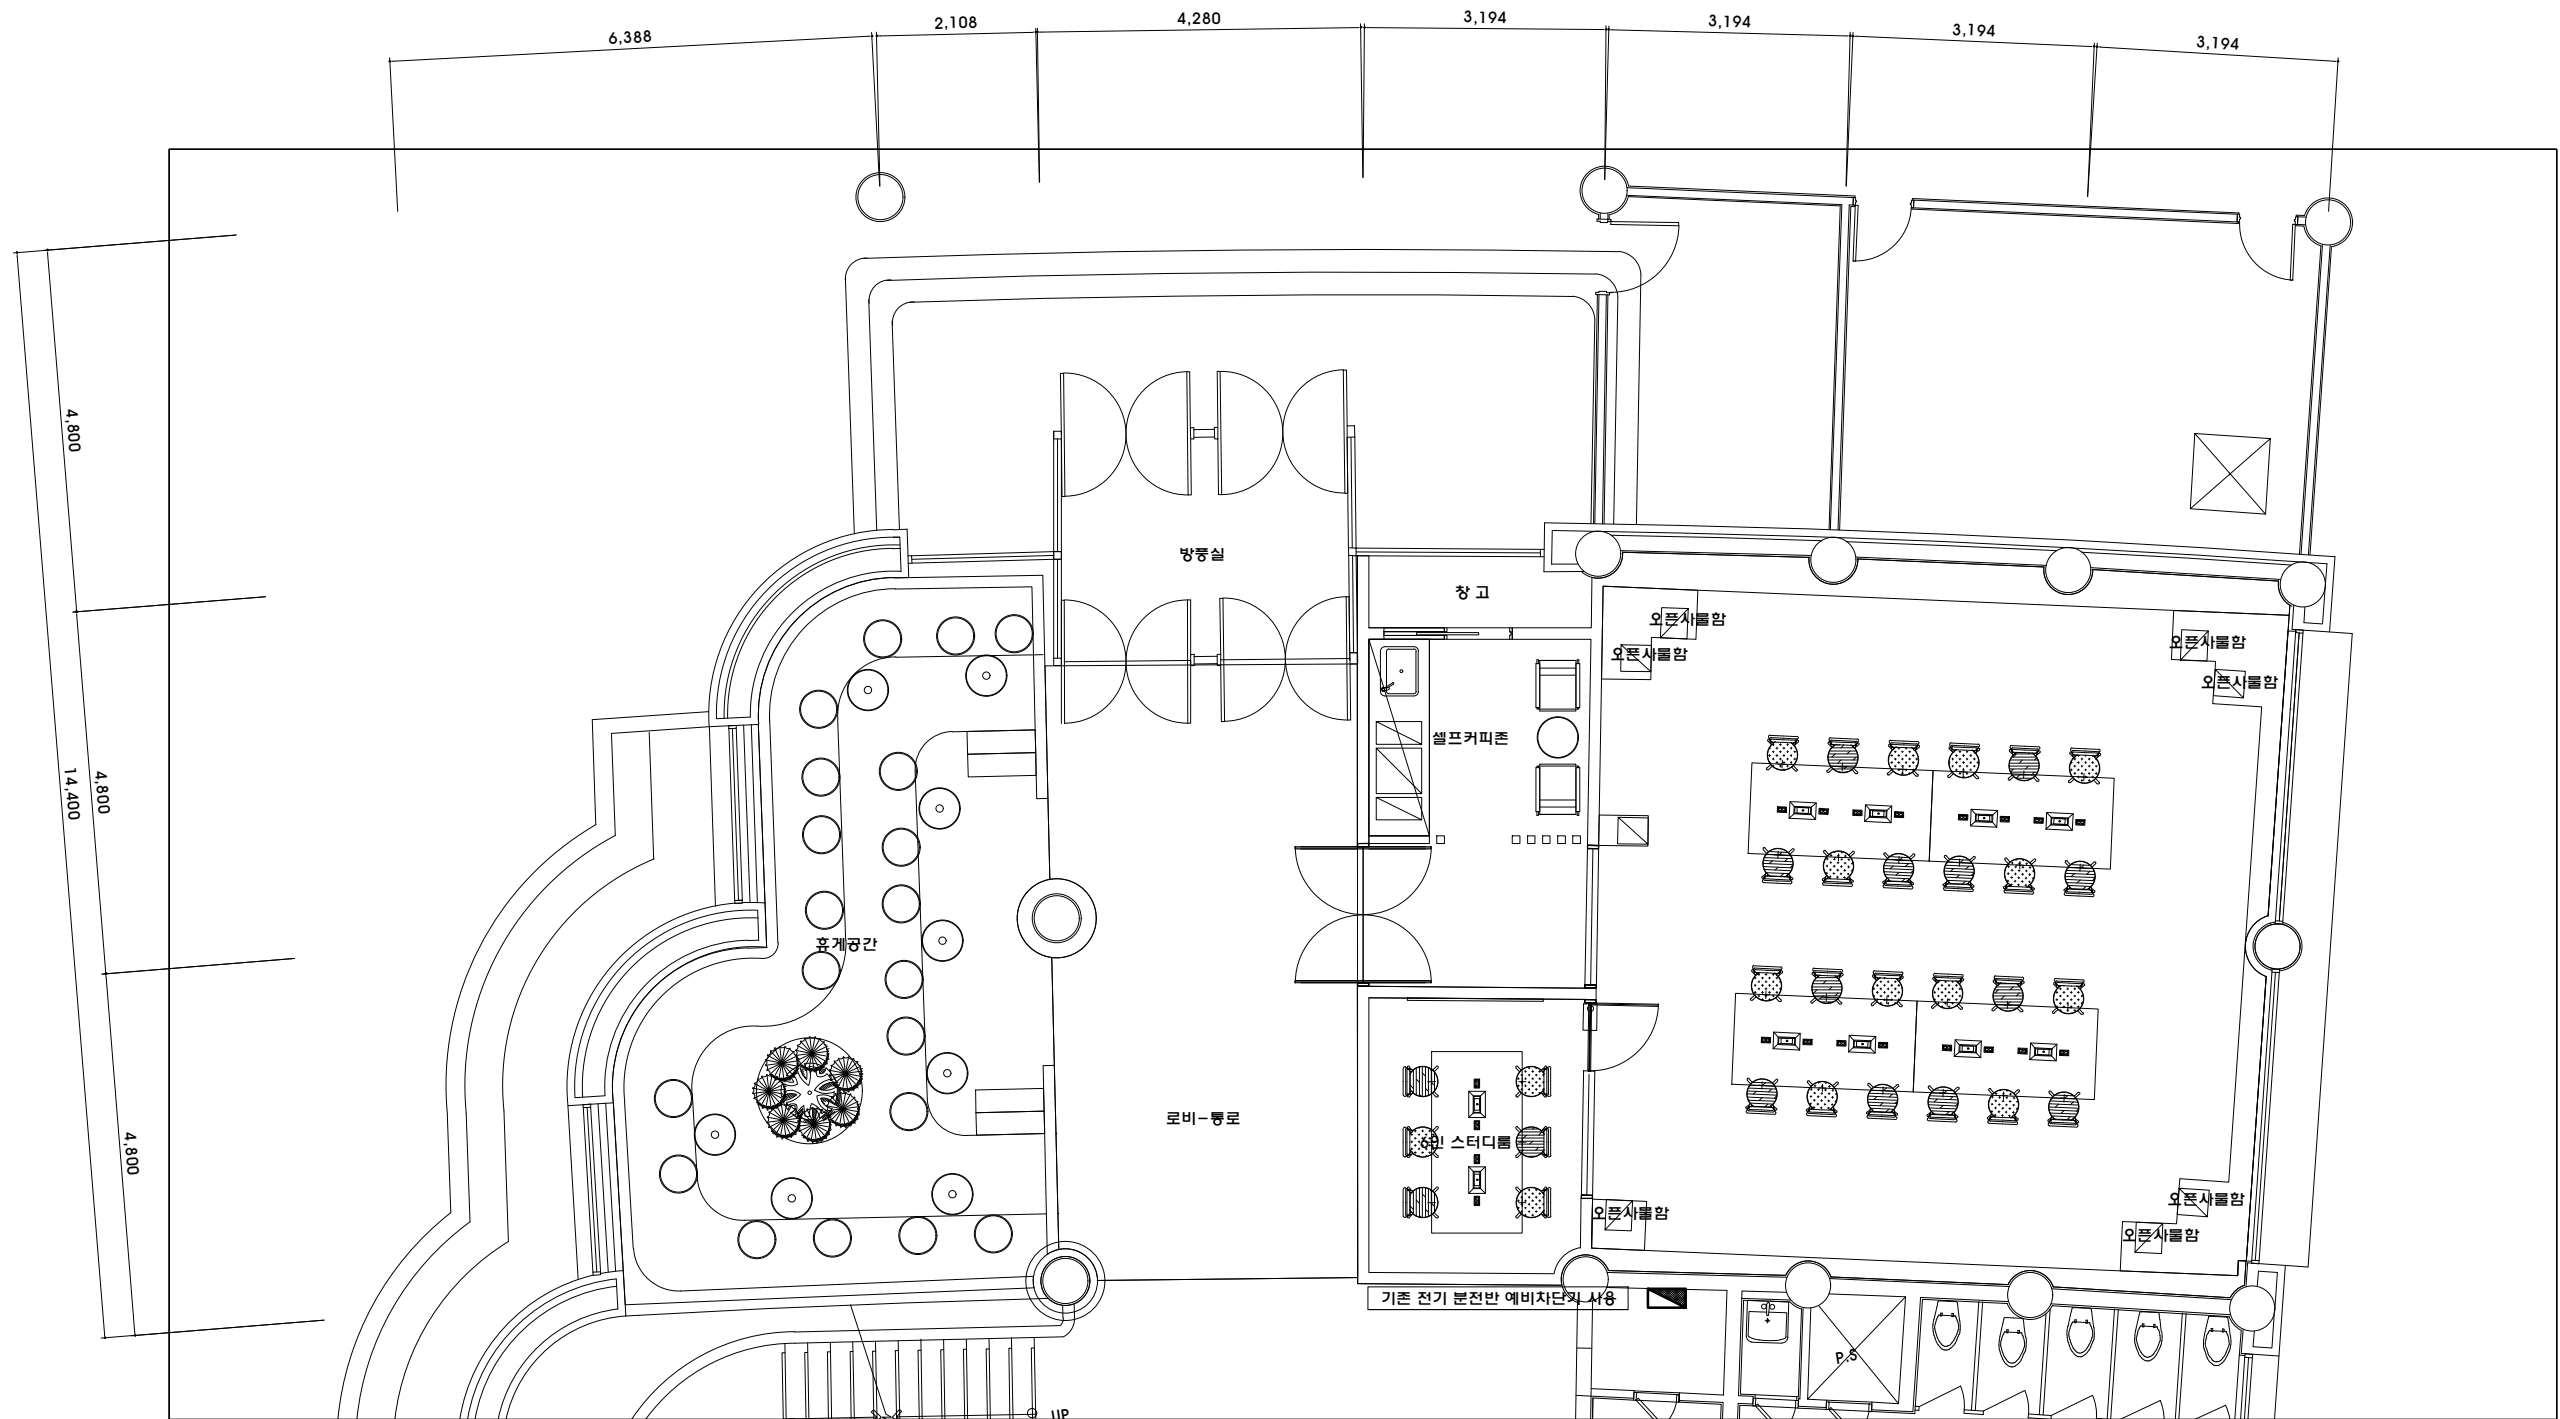 6,388
2,108
4,280
3,194
3,194
3,194
3,194
4,800
4,800
14,400
4,800
방풍실
창 고
오픈사물함
오픈사물함
오픈사물함
오픈사물함
셀프커피존
휴게공간
로비-통로
6인 스터디룸
오픈사물함
오픈사물함
오픈사물함
기존 전기 분전반 예비차단기 사용
P.S
UP